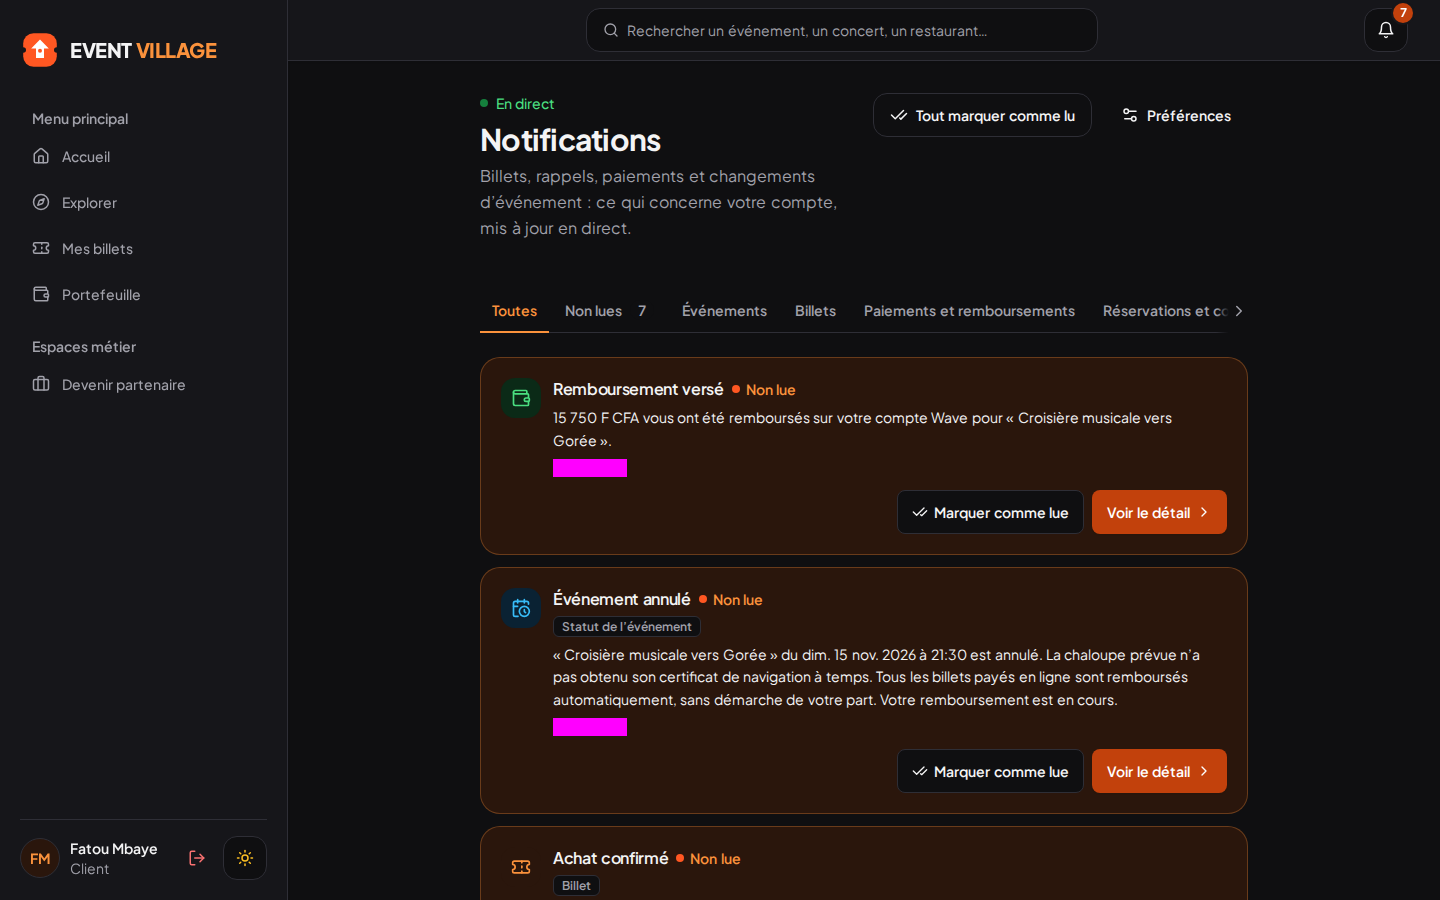 EVENT VILLAGE
Rechercher un événement, un concert, un restaurant…
7
Menu principal
Accueil
Explorer
Mes billets
Portefeuille
Espaces métier
Devenir partenaire
FM
Fatou Mbaye
Client
En direct
Notifications
Billets, rappels, paiements et changements
d’événement : ce qui concerne votre compte,
mis à jour en direct.
Tout marquer comme lu
Préférences
Toutes
Non lues 7
Événements
Billets
Paiements et remboursements
Réservations et
Remboursement versé
Non lue
15 750 F CFA vous ont été remboursés sur votre compte Wave pour « Croisière musicale vers
Gorée ».
Marquer comme lue
Voir le détail
Événement annulé
Non lue
Statut de l’événement
« Croisière musicale vers Gorée » du dim. 15 nov. 2026 à 21:30 est annulé. La chaloupe prévue n’a
pas obtenu son certificat de navigation à temps. Tous les billets payés en ligne sont remboursés
automatiquement, sans démarche de votre part. Votre remboursement est en cours.
Marquer comme lue
Voir le détail
Achat confirmé
Non lue
Billet